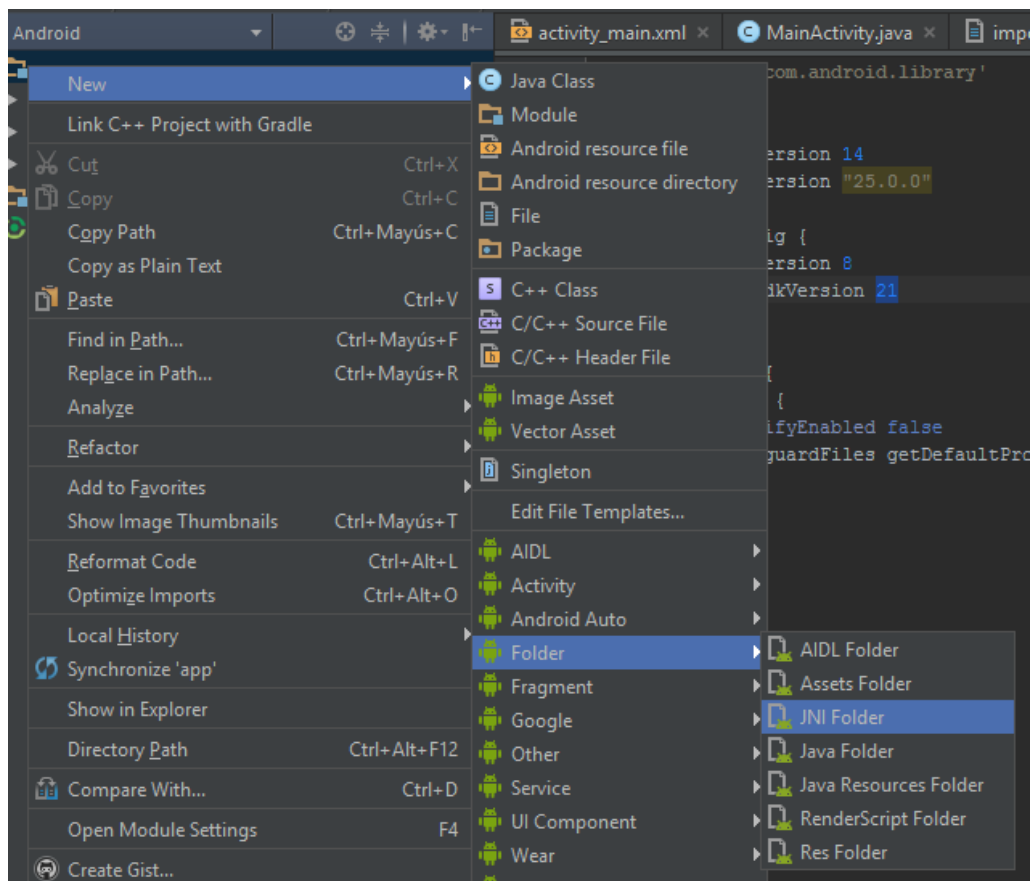 Android
activity_main.xml
MainActivity.java
New
Link C++ Project with Gradle
Cut Ctrl+X
Copy Ctrl+C
Copy Path Ctrl+Mayús+C
Copy as Plain Text
Paste Ctrl+V
Find in Path... Ctrl+Mayús+F
Replace in Path... Ctrl+Mayús+R
Analyze
Refactor
Add to Favorites
Show Image Thumbnails Ctrl+Mayús+T
Reformat Code Ctrl+Alt+L
Optimize Imports Ctrl+Alt+O
Local History
Synchronize 'app'
Show in Explorer
Directory Path Ctrl+Alt+F12
Compare With... Ctrl+D
Open Module Settings F4
Create Gist...
Java Class
Module
Android resource file
Android resource directory
File
Package
C++ Class
C/C++ Source File
C/C++ Header File
Image Asset
Vector Asset
Singleton
Edit File Templates...
AIDL
Activity
Android Auto
Folder
Fragment
Google
Other
Service
UI Component
Wear
AIDL Folder
Assets Folder
JNI Folder
Java Folder
Java Resources Folder
RenderScript Folder
Res Folder
com.android.library'
ersion 14
ersion "25.0.0"
ig {
ersion 8
dkVersion 21
{
{
ifyEnabled false
guardFiles getDefaultPro